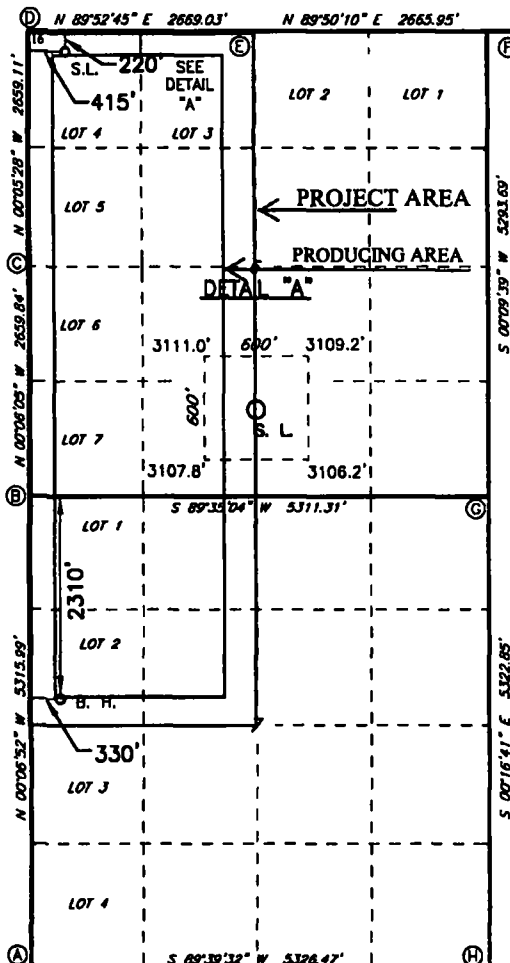 D N 89°52'45" E 2669.03' N 89°50'10" E 2665.95'
16 E F
S.L. 220' SEE DETAIL "A"
415'
LOT 2 LOT 1
LOT 4 LOT 3
N 00°05'28" W 2659.11'
S 00°09'39" W 5293.69'
LOT 5 PROJECT AREA
C PRODUCING AREA
DETAIL "A"
LOT 6
3111.0' 600' 3109.2'
600'
S. L.
N 00°06'05" W 2659.84'
LOT 7
3107.8' 3106.2'
B S 89°35'04" W 5311.31' G
LOT 1
2310'
LOT 2
N 00°06'52" W 5315.99'
S 00°16'41" E 5322.85'
B. H.
330'
LOT 3
LOT 4
A S 89°39'32" W 5326.47' H